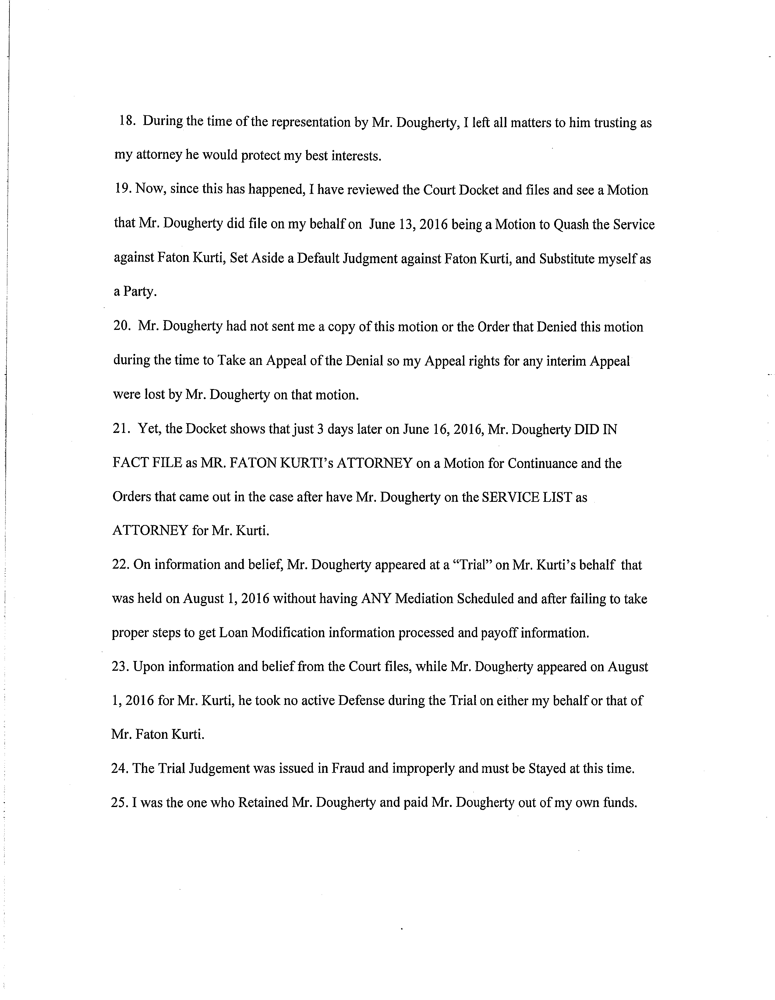 18. During the time of the representation by Mr. Dougherty, I left all matters to him trusting as
my attorney he would protect my best interests.
19. Now, since this has happened, I have reviewed the Court Docket and files and see a Motion
that Mr. Dougherty did file on my behalf on June 13, 2016 being a Motion to Quash the Service
against Faton Kurti, Set Aside a Default Judgment against Faton Kurti, and Substitute myself as
a Party.
20. Mr. Dougherty had not sent me a copy of this motion or the Order that Denied this motion
during the time to Take an Appeal of the Denial so my Appeal rights for any interim Appeal
were lost by Mr. Dougherty on that motion.
21. Yet, the Docket shows that just 3 days later on June 16, 2016, Mr. Dougherty DID IN
FACT FILE as MR. FATON KURTI's ATTORNEY on a Motion for Continuance and the
Orders that came out in the case after have Mr. Dougherty on the SERVICE LIST as
ATTORNEY for Mr. Kurti.
22. On information and belief, Mr. Dougherty appeared at a “Trial” on Mr. Kurti's behalf that
was held on August 1, 2016 without having ANY Mediation Scheduled and after failing to take
proper steps to get Loan Modification information processed and payoff information.
23. Upon information and belief from the Court files, while Mr. Dougherty appeared on August
1, 2016 for Mr. Kurti, he took no active Defense during the Trial on either my behalf or that of
Mr. Faton Kurti.
24. The Trial Judgement was issued in Fraud and improperly and must be Stayed at this time.
25. I was the one who Retained Mr. Dougherty and paid Mr. Dougherty out of my own funds.